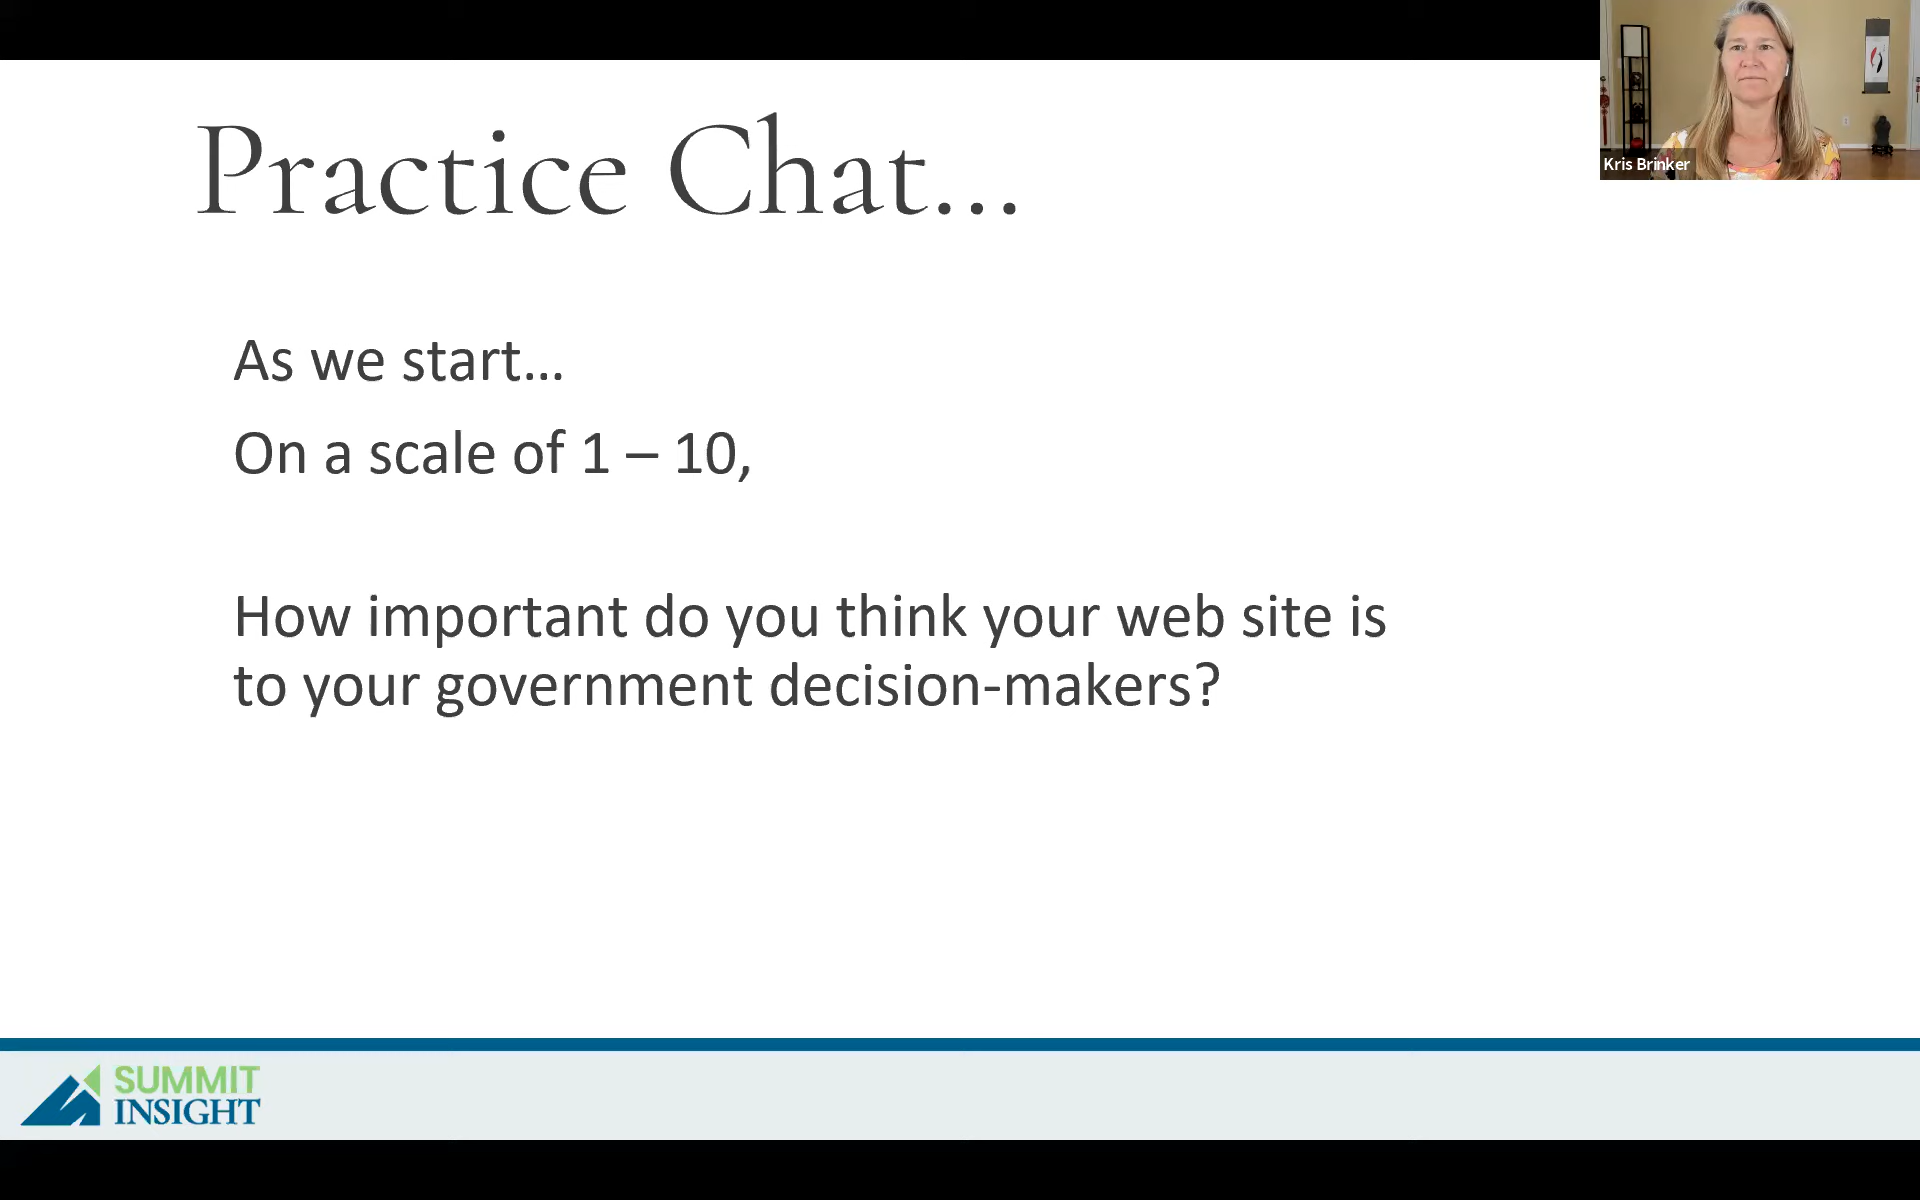 Practice Chat...
Kris Brinker
As we start...
On a scale of 1 – 10,
How important do you think your web site is
to your government decision-makers?
SUMMIT
INSIGHT